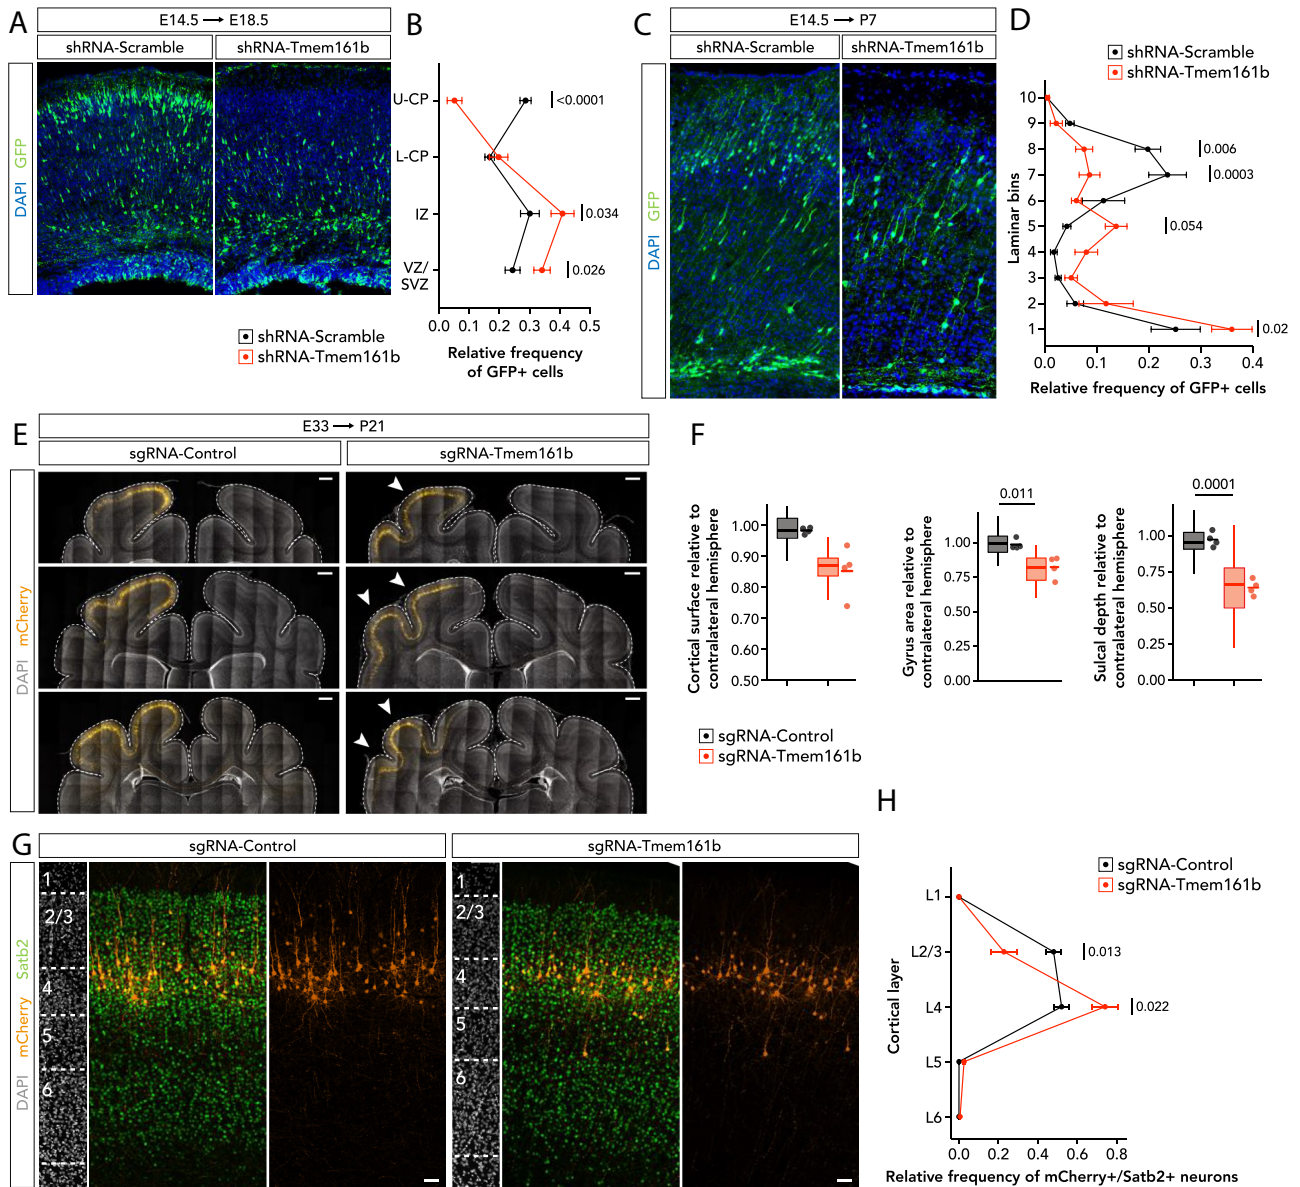 A
E14.5 → E18.5
shRNA-Scramble
shRNA-Tmem161b
DAPI GFP
shRNA-Scramble
shRNA-Tmem161b
B
U-CP
L-CP
IZ
VZ/
SVZ
<0.0001
0.034
0.026
0.0 0.1 0.2 0.3 0.4 0.5
Relative frequency
of GFP+ cells
C
E14.5 → P7
shRNA-Scramble
shRNA-Tmem161b
DAPI GFP
D
shRNA-Scramble
shRNA-Tmem161b
Laminar bins
10
9
8
7
6
5
4
3
2
1
0.006
0.0003
0.054
0.02
0.0 0.1 0.2 0.3 0.4
Relative frequency of GFP+ cells
E
E33 → P21
sgRNA-Control
sgRNA-Tmem161b
DAPI mCherry
F
Cortical surface relative to
contralateral hemisphere
1.00
0.90
0.80
0.70
0.60
0.50
Gyrus area relative to
contralateral hemisphere
0.011
1.00
0.75
0.50
0.25
0.00
Sulcal depth relative to
contralateral hemisphere
0.0001
1.00
0.75
0.50
0.25
0.00
sgRNA-Control
sgRNA-Tmem161b
G
sgRNA-Control
sgRNA-Tmem161b
DAPI mCherry Satb2
1
2/3
4
5
6
1
2/3
4
5
6
H
sgRNA-Control
sgRNA-Tmem161b
Cortical layer
L1
L2/3
L4
L5
L6
0.013
0.022
0.0 0.2 0.4 0.6 0.8
Relative frequency of mCherry+/Satb2+ neurons